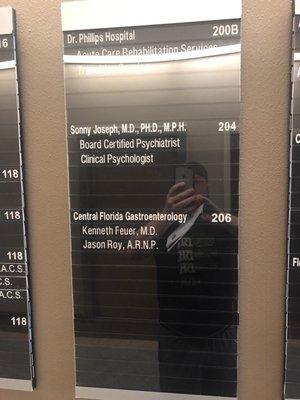 16
118
118
A.C.S.
C.S.
A.C.S.
118
Dr. Phillips Hospital 200B
Acute Care Rehabilitation Services
Sonny Joseph, M.D., PH.D., M.P.H. 204
Board Certified Psychiatrist
Clinical Psychologist
Central Florida Gastroenterology 206
Kenneth Feuer, M.D.
Jason Roy, A.R.N.P.